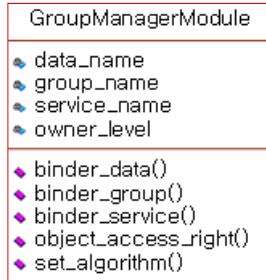 GroupManagerModule
data_name
group_name
service_name
owner_level
binder_data()
binder_group()
binder_service()
object_access_right()
set_algorithm()